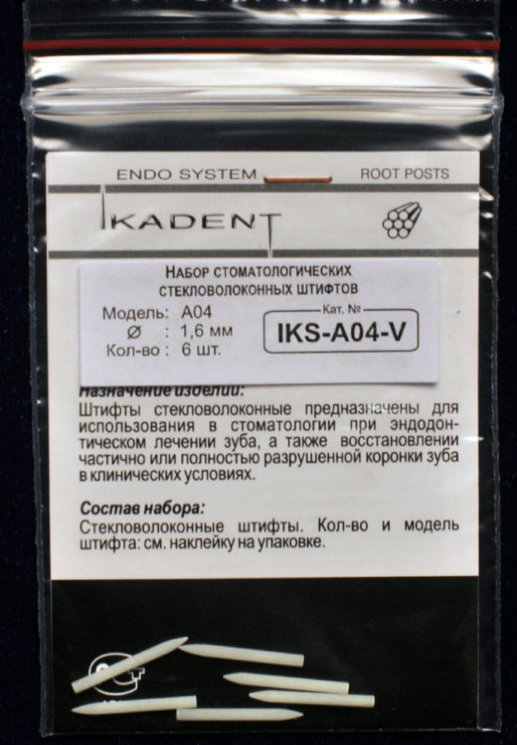 ENDO SYSTEM ROOT POSTS
IKADENT
НАБОР СТОМАТОЛОГИЧЕСКИХ
СТЕКЛОВОЛОКОННЫХ ШТИФТОВ
Модель: А04
Ø : 1,6 мм
Кол-во : 6 шт.
Кат. №
IKS-A04-V
Назначение изделий:
Штифты стекловолоконные предназначены для
использования в стоматологии при эндодон-
тическом лечении зуба, а также восстановлении
частично или полностью разрушенной коронки зуба
в клинических условиях.
Состав набора:
Стекловолоконные штифты. Кол-во и модель
штифта: см. наклейку на упаковке.